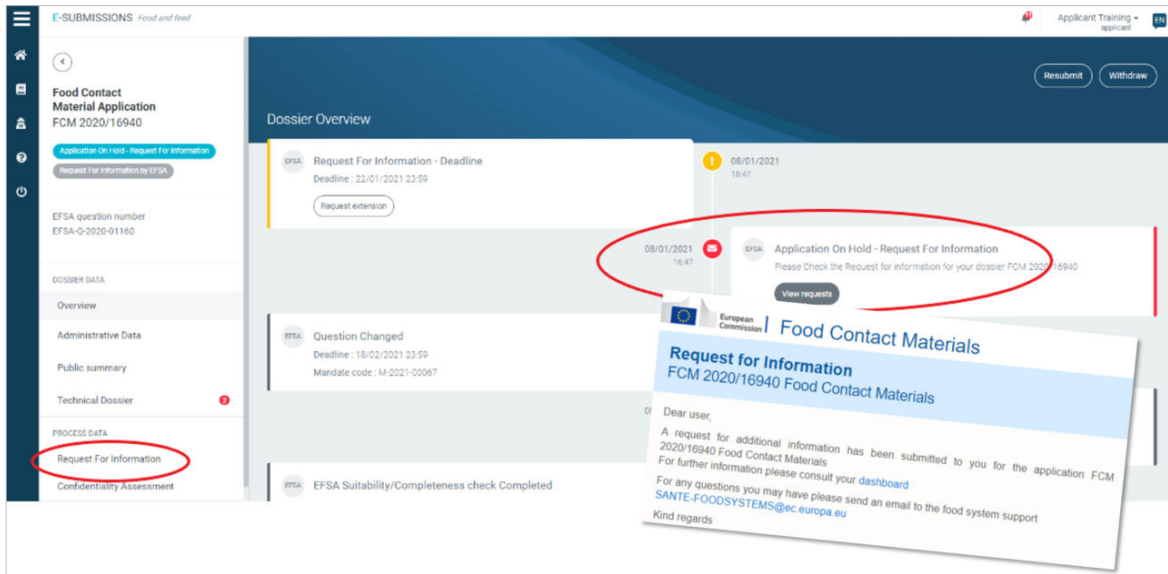 E-SUBMISSIONS Food and feed
Applicant Training
applicant
EN
Food Contact
Material Application
FCM 2020/16940
Application On Hold - Request For Information
Request For Information by EFSA
EFSA question number
EFSA-Q-2020-01160
DOSSIER DATA
Overview
Administrative Data
Public summary
Technical Dossier 2
PROCESS DATA
Request For Information
Confidentiality Assessment
Resubmit
Withdraw
Dossier Overview
EFSA Request For Information - Deadline
Deadline : 22/01/2021 23:59
Request extension
08/01/2021
16:47
08/01/2021
16:47
EFSA Application On Hold - Request For Information
Please Check the Request for information for your dossier FCM 2020/16940
View requests
EFSA Question Changed
Deadline : 18/02/2021 23:59
Mandate code : M-2021-00067
EFSA EFSA Suitability/Completeness check Completed
European
Commission
Food Contact Materials
Request for Information
FCM 2020/16940 Food Contact Materials
Dear user,
A request for additional information has been submitted to you for the application FCM
2020/16940 Food Contact Materials
For further information please consult your dashboard
For any questions you may have please send an email to the food system support
SANTE-FOODSYSTEMS@ec.europa.eu
Kind regards